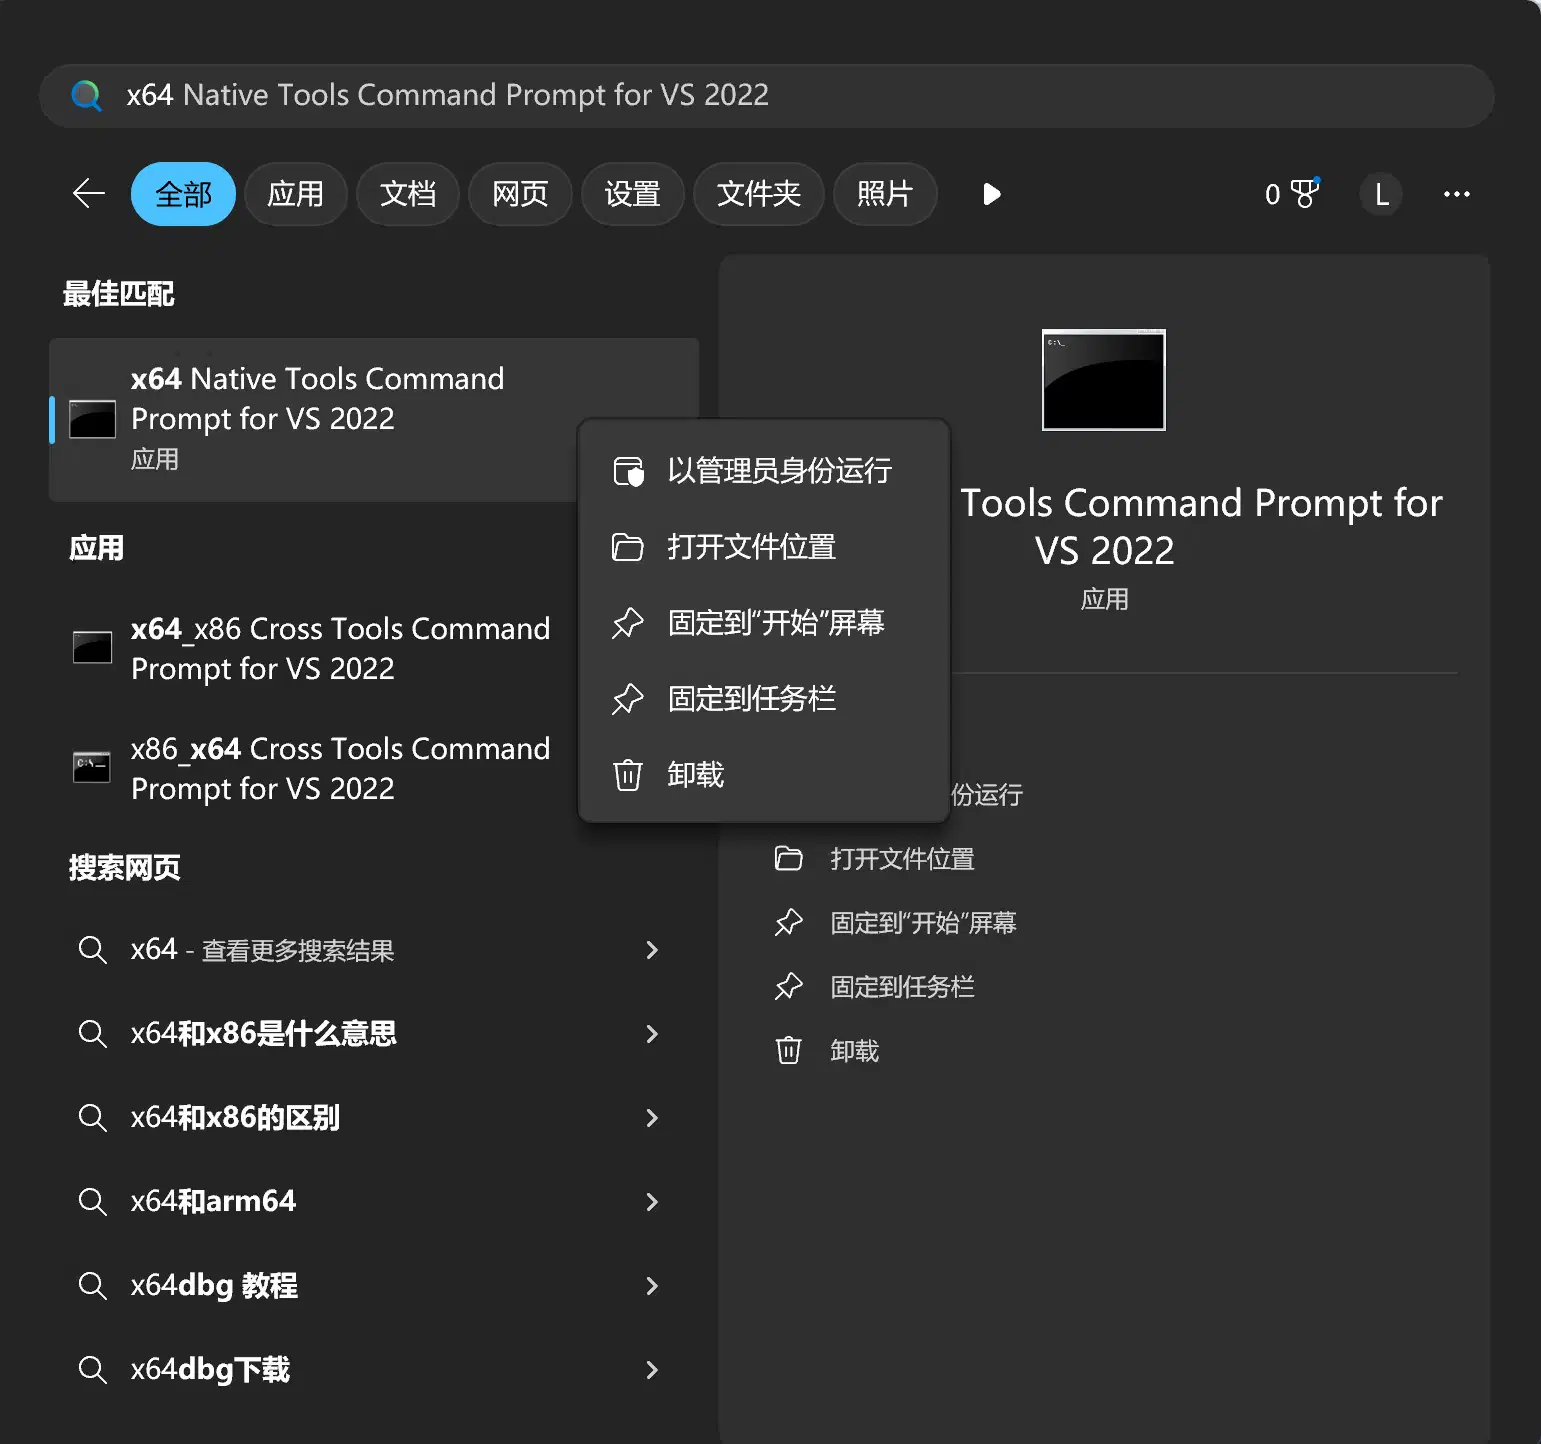 x64 Native Tools Command Prompt for VS 2022
全部 应用 文档 网页 设置 文件夹 照片 0 L
最佳匹配
x64 Native Tools Command
Prompt for VS 2022
应用
应用
x64_x86 Cross Tools Command
Prompt for VS 2022
x86_x64 Cross Tools Command
Prompt for VS 2022
搜索网页
x64 - 查看更多搜索结果
x64和x86是什么意思
x64和x86的区别
x64和arm64
x64dbg 教程
x64dbg下载
以管理员身份运行
打开文件位置
固定到“开始”屏幕
固定到任务栏
卸载
Tools Command Prompt for
VS 2022
应用
份运行
打开文件位置
固定到“开始”屏幕
固定到任务栏
卸载